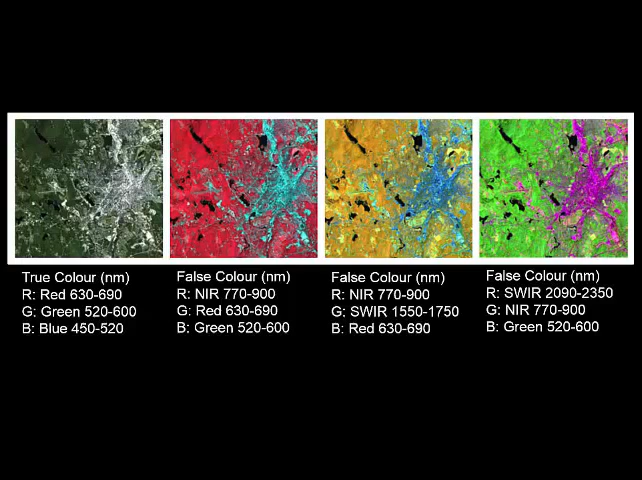 True Colour (nm)
R: Red 630-690
G: Green 520-600
B: Blue 450-520
False Colour (nm)
R: NIR 770-900
G: Red 630-690
B: Green 520-600
False Colour (nm)
R: NIR 770-900
G: SWIR 1550-1750
B: Red 630-690
False Colour (nm)
R: SWIR 2090-2350
G: NIR 770-900
B: Green 520-600